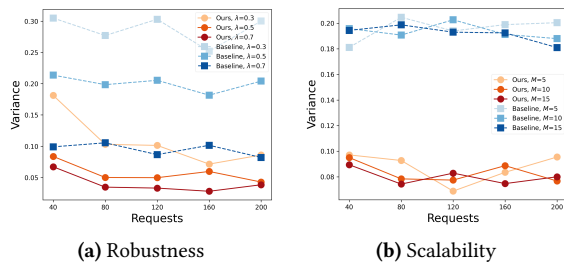 0.30
0.25
0.20
0.15
0.10
0.05
Variance
40
80
120
160
200
Requests
Ours, λ=0.3
Ours, λ=0.5
Ours, λ=0.7
Baseline, λ=0.3
Baseline, λ=0.5
Baseline, λ=0.7
(a) Robustness
0.20
0.18
0.16
0.14
0.12
0.10
0.08
Variance
40
80
120
160
200
Requests
Ours, M=5
Ours, M=10
Ours, M=15
Baseline, M=5
Baseline, M=10
Baseline, M=15
(b) Scalability